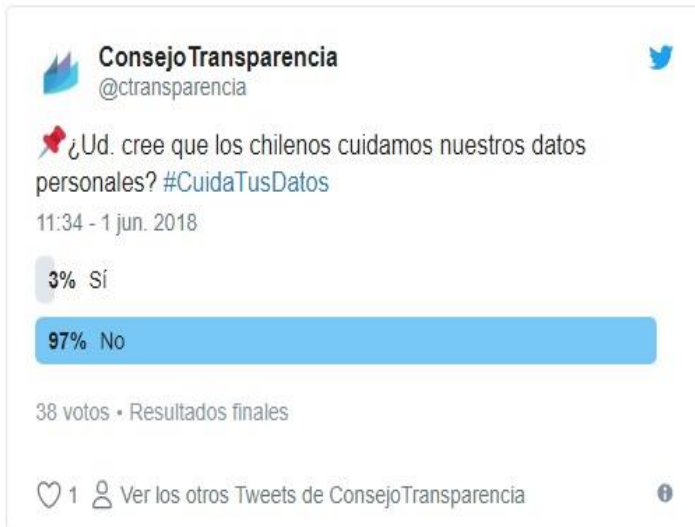 ConsejoTransparencia
@ctransparencia
¿Ud. cree que los chilenos cuidamos nuestros datos
personales? #CuidaTusDatos
11:34 - 1 jun. 2018
3% Sí
97% No
38 votos • Resultados finales
1 Ver los otros Tweets de ConsejoTransparencia